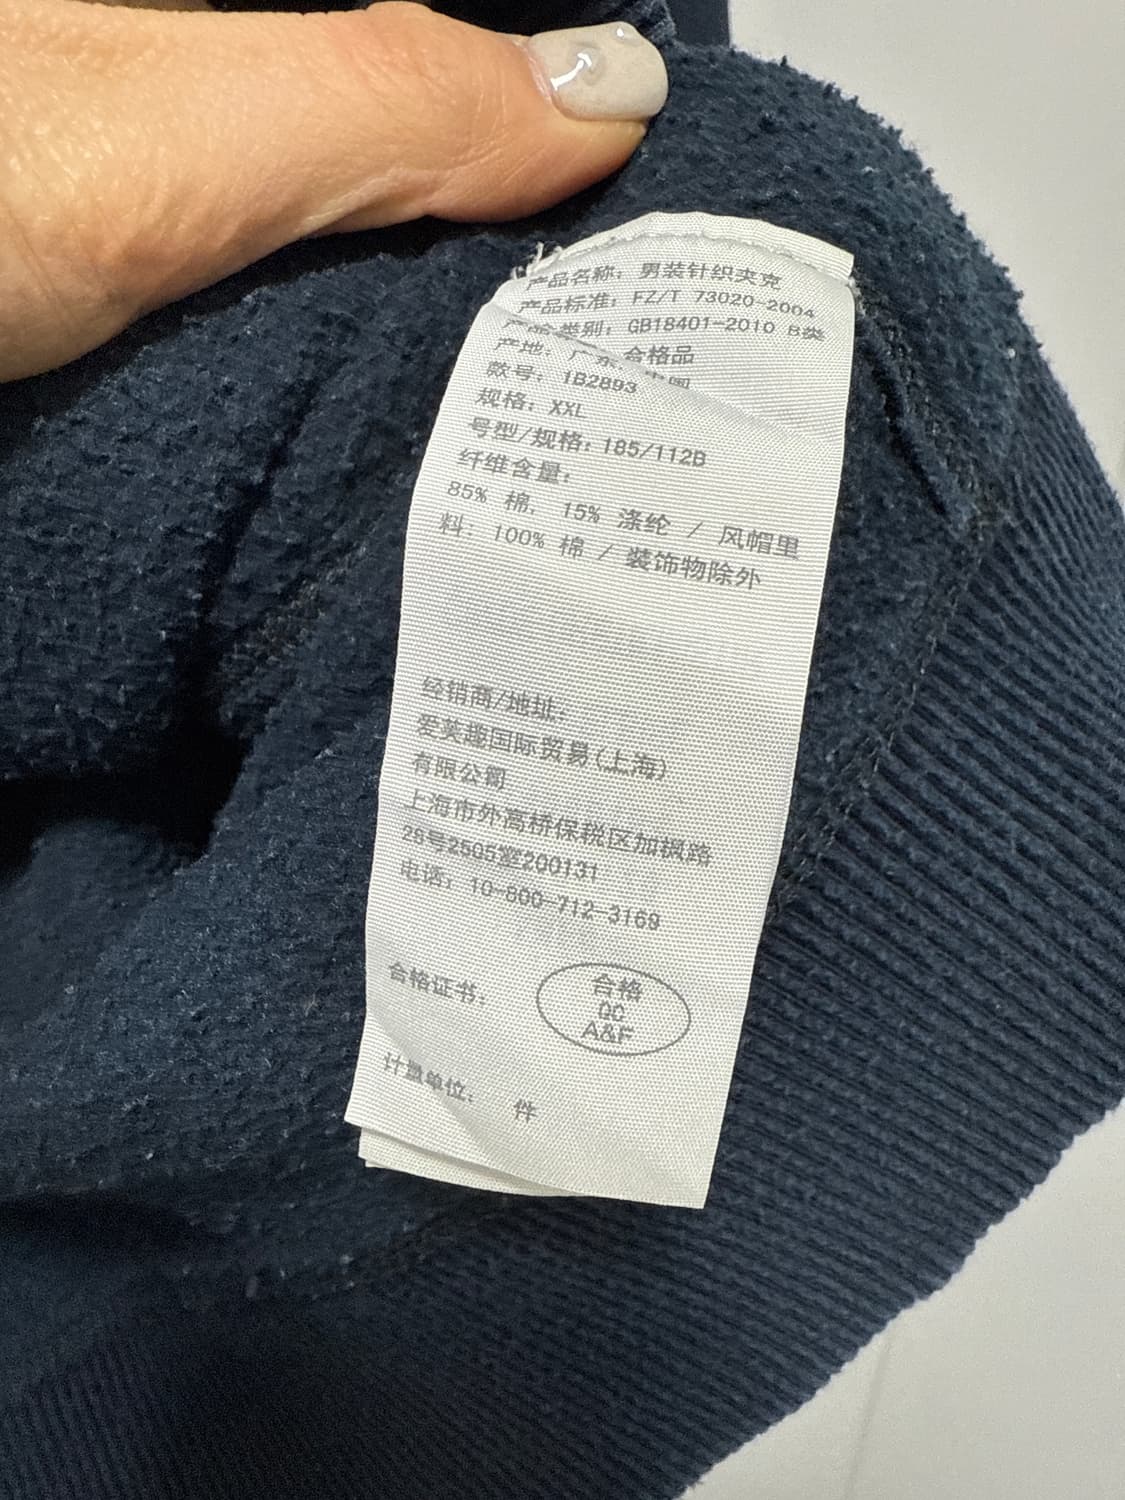 产品名称：男装针织夹克
产品标准：FZ/T 73020-2004
类别：GB18401-2010 B类
合格品
产地：广东，中国
款号：1B2893
规格：XXL
号型/规格：185/112B
纤维含量：
85% 棉，15% 涤纶 / 风帽里
料：100% 棉 / 装饰物除外
经销商/地址：
爱芙趣国际贸易(上海)
有限公司
上海市外高桥保税区加枫路
28号2505室200131
电话：10-800-712-3169
合格证书：
合格
QC
A&F
计量单位： 件